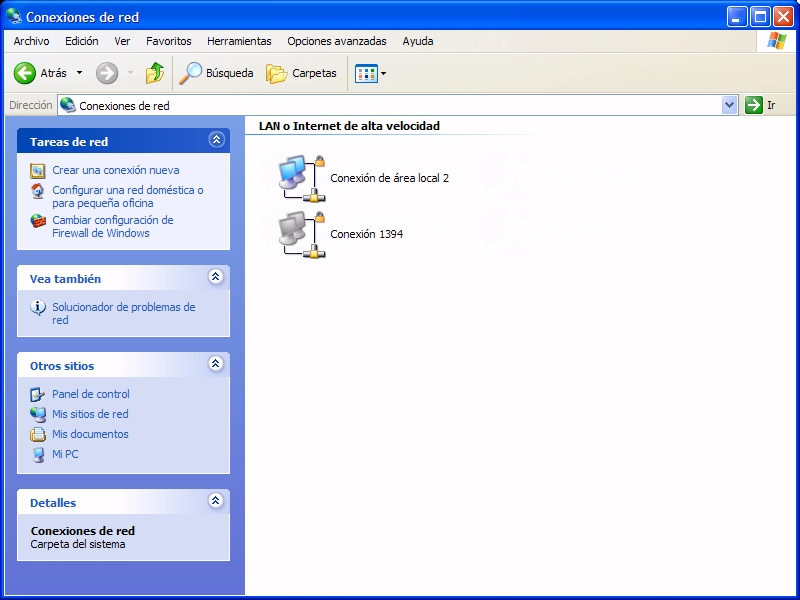 Conexiones de red
Archivo Edición Ver Favoritos Herramientas Opciones avanzadas Ayuda
Atrás Búsqueda Carpetas
Dirección Conexiones de red Ir
Tareas de red
Crear una conexión nueva
Configurar una red doméstica o
para pequeña oficina
Cambiar configuración de
Firewall de Windows
Vea también
Solucionador de problemas de
red
Otros sitios
Panel de control
Mis sitios de red
Mis documentos
Mi PC
Detalles
Conexiones de red
Carpeta del sistema
LAN o Internet de alta velocidad
Conexión de área local 2
Conexión 1394